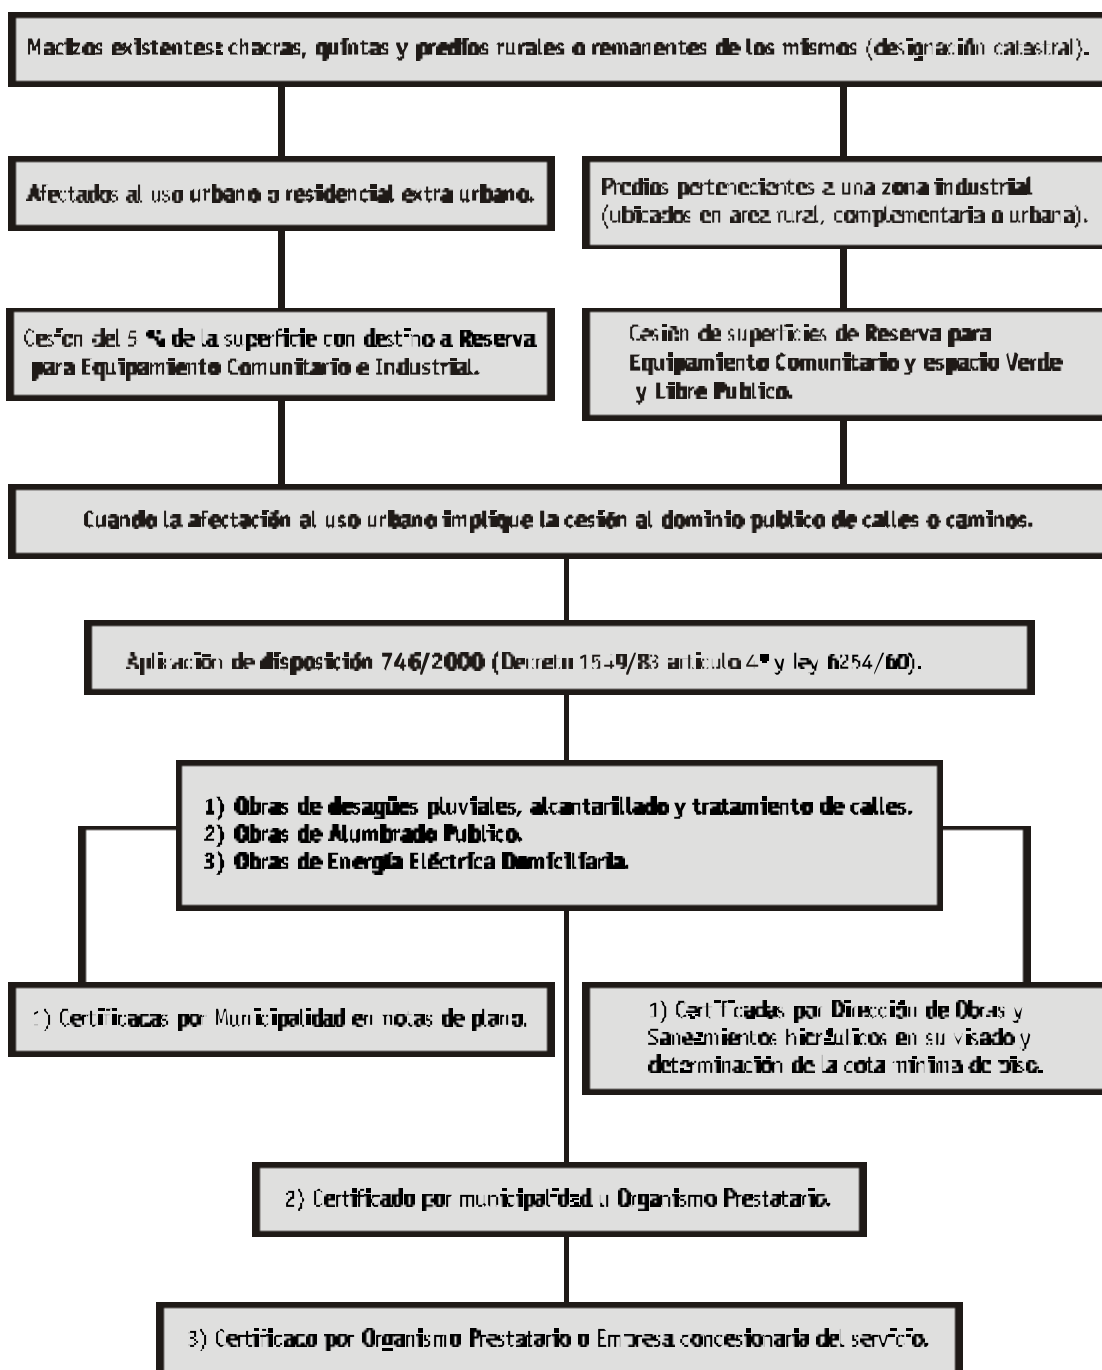 Macizos existentes: chacras, quintas y predios rurales o remanentes de los mismos (designación catastral).
Afectados al uso urbano o residencial extra urbano.
Predios pertenecientes a una zona industrial
(ubicados en area rural, complementaria o urbana).
Cesion del 5 % de la superficie con destino a Reserva
para Equipamiento Comunitario e Industrial.
Cesión de superficies de Reserva para
Equipamiento Comunitario y espacio Verde
y Libre Publico.
Cuando la afectación al uso urbano implique la cesión al dominio publico de calles o caminos.
Aplicación de disposición 746/2000 (Decreto 1549/83 articulo 4º y ley 6254/60).
1) Obras de desagües pluviales, alcantarillado y tratamiento de calles.
2) Obras de Alumbrado Publico.
3) Obras de Energía Eléctrica Domiciliaria.
1) Certificadas por Municipalidad en notas de plano.
1) Certificadas por Dirección de Obras y
Saneamientos hidráulicos en su visado y
determinación de la cota minima de piso.
2) Certificado por municipalidad u Organismo Prestatario.
3) Certificado por Organismo Prestatario o Empresa concesionaria del servicio.